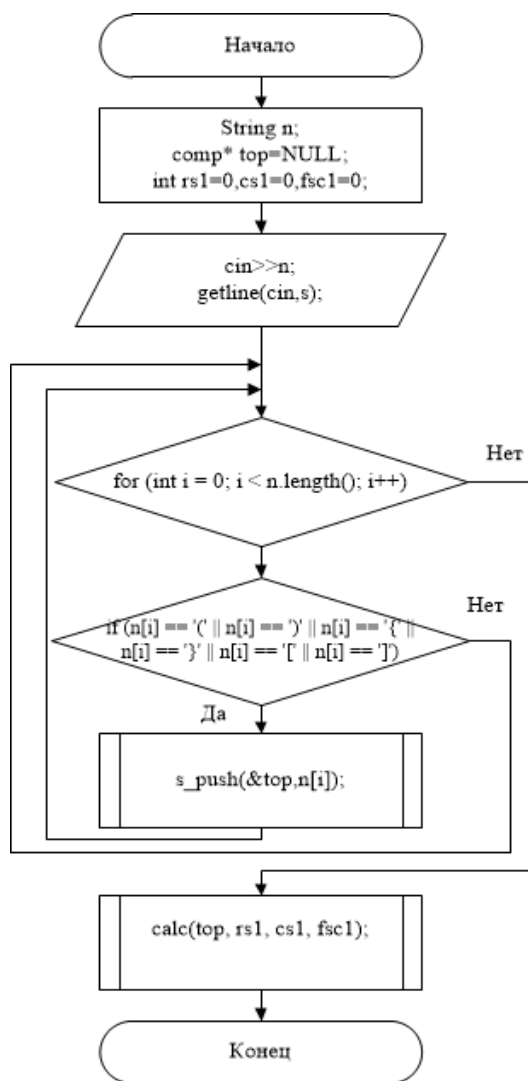 Начало
String n;
comp* top=NULL;
int rs1=0,cs1=0,fsc1=0;
cin>>n;
getline(cin,s);
Нет
for (int i = 0; i < n.length(); i++)
Нет
if (n[i] == '(' || n[i] == ')' || n[i] == '{' ||
n[i] == '}' || n[i] == '[' || n[i] == ']')
Да
s_push(&top,n[i]);
calc(top, rs1, cs1, fsc1);
Конец